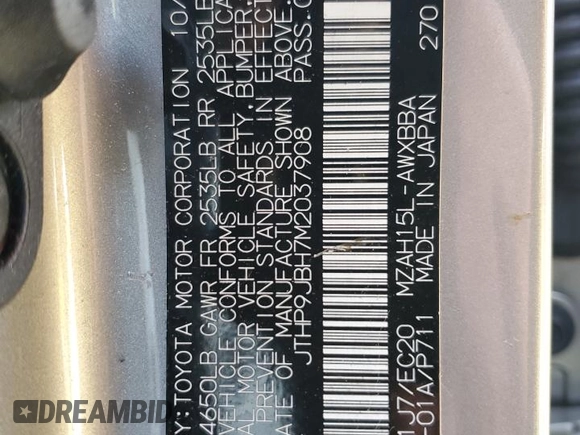 Y TOYOTA MOTOR CORPORATION 10/
4650LB GAWR FR 2535LB RR 2535LB
VEHICLE CONFORMS TO ALL APPLICA
A MOTOR VEHICLE SAFETY, BUMPER,
PREVENTION STANDARDS IN EFFECT
ATE OF MANUFACTURE SHOWN ABOVE.
JTHP9JBH7M2037908 PASS.C
1J7/EC20 MZAH15L-AWXBBA
-01A/P711 MADE IN JAPAN 270
DREAMBID